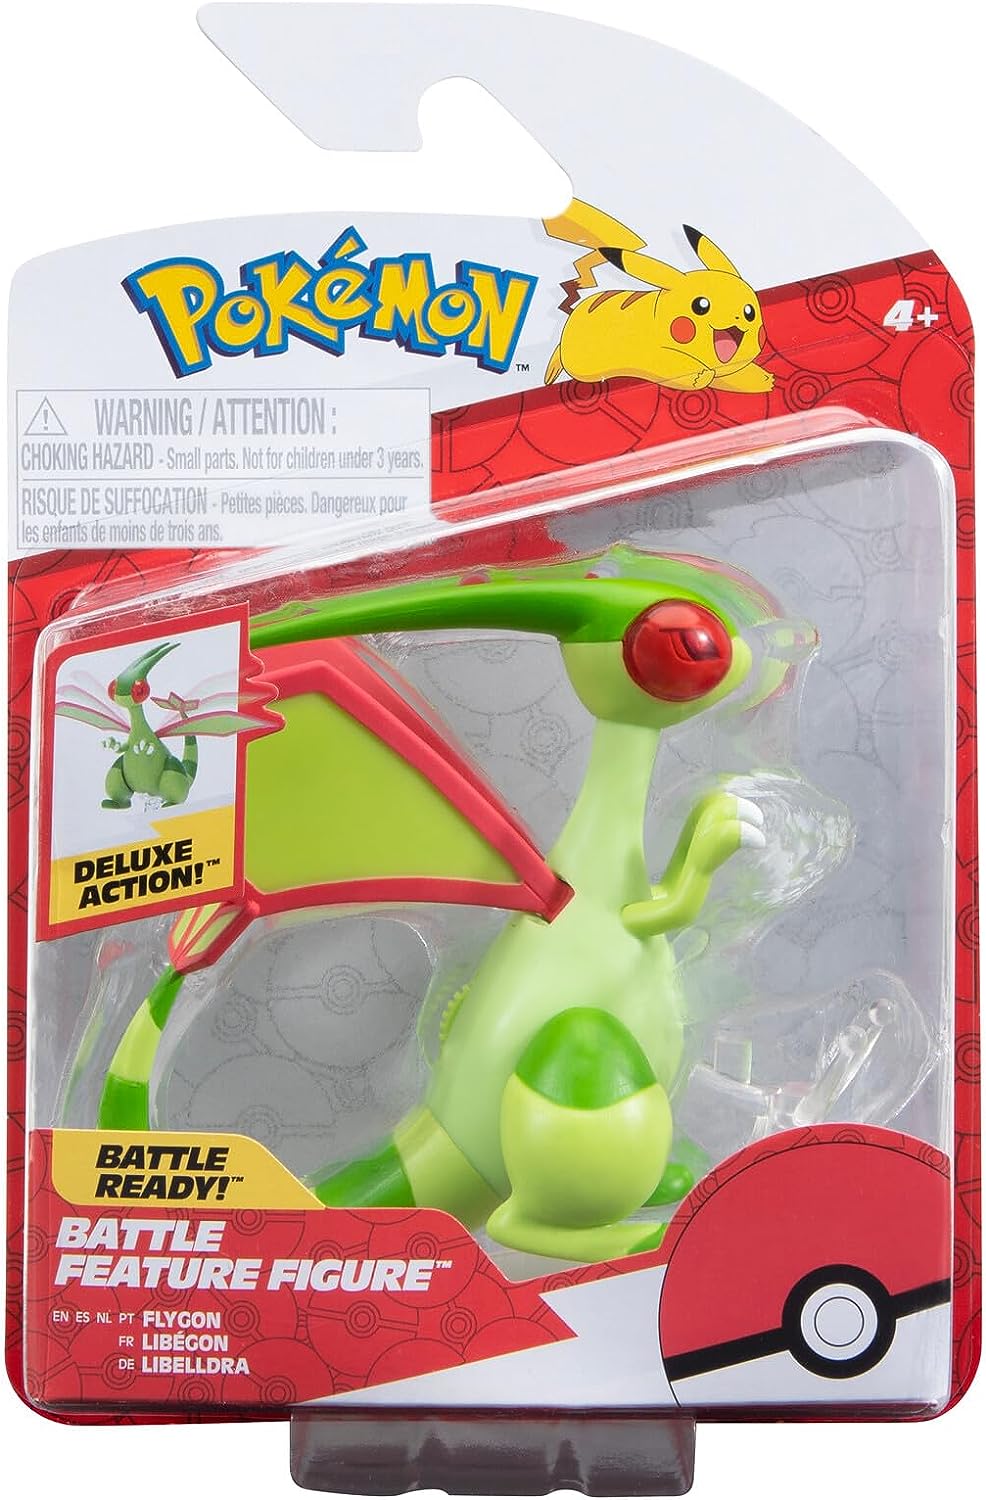 POKéMON™
4+
WARNING / ATTENTION :
CHOKING HAZARD - Small parts. Not for children under 3 years.
RISQUE DE SUFFOCATION - Petites pièces. Dangereux pour
les enfants de moins de trois ans.
DELUXE
ACTION!™
BATTLE
READY!™
BATTLE
FEATURE FIGURE™
EN ES NL PT FLYGON
FR LIBÉGON
DE LIBELLDRA